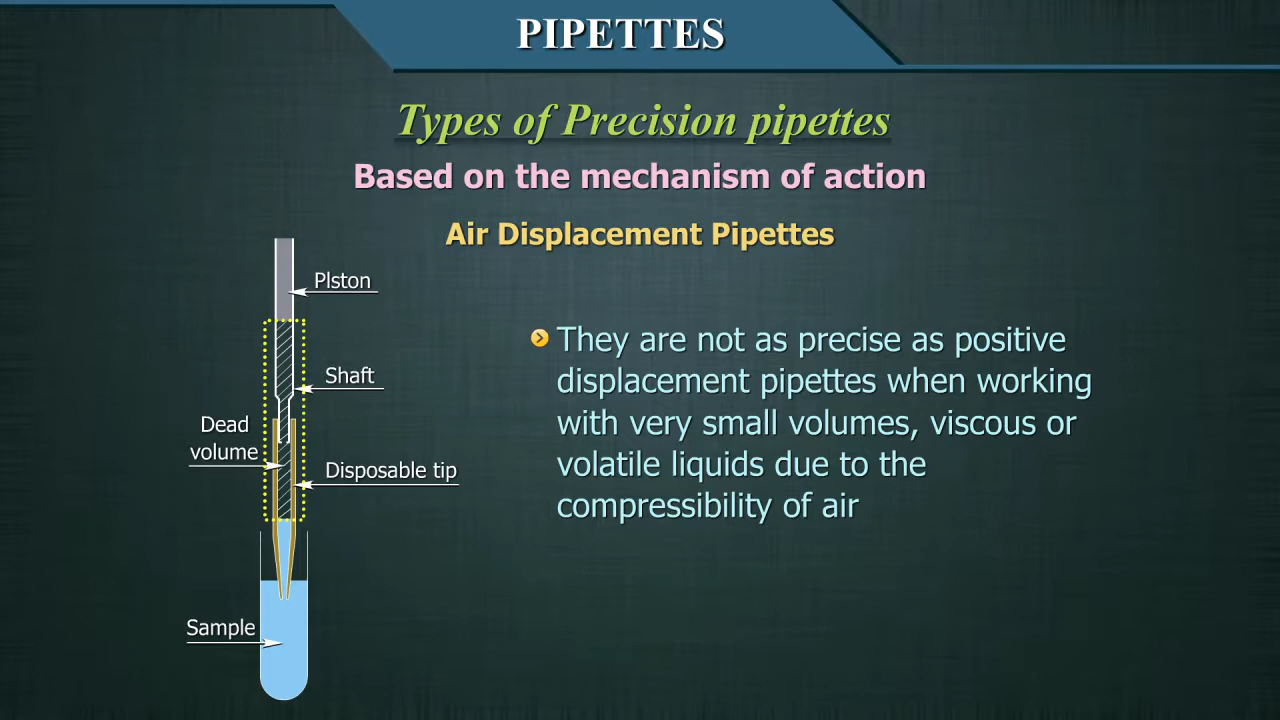 PIPETTES
Types of Precision pipettes
Based on the mechanism of action
Air Displacement Pipettes
Plston
Shaft
Dead
volume
Disposable tip
Sample
They are not as precise as positive
displacement pipettes when working
with very small volumes, viscous or
volatile liquids due to the
compressibility of air